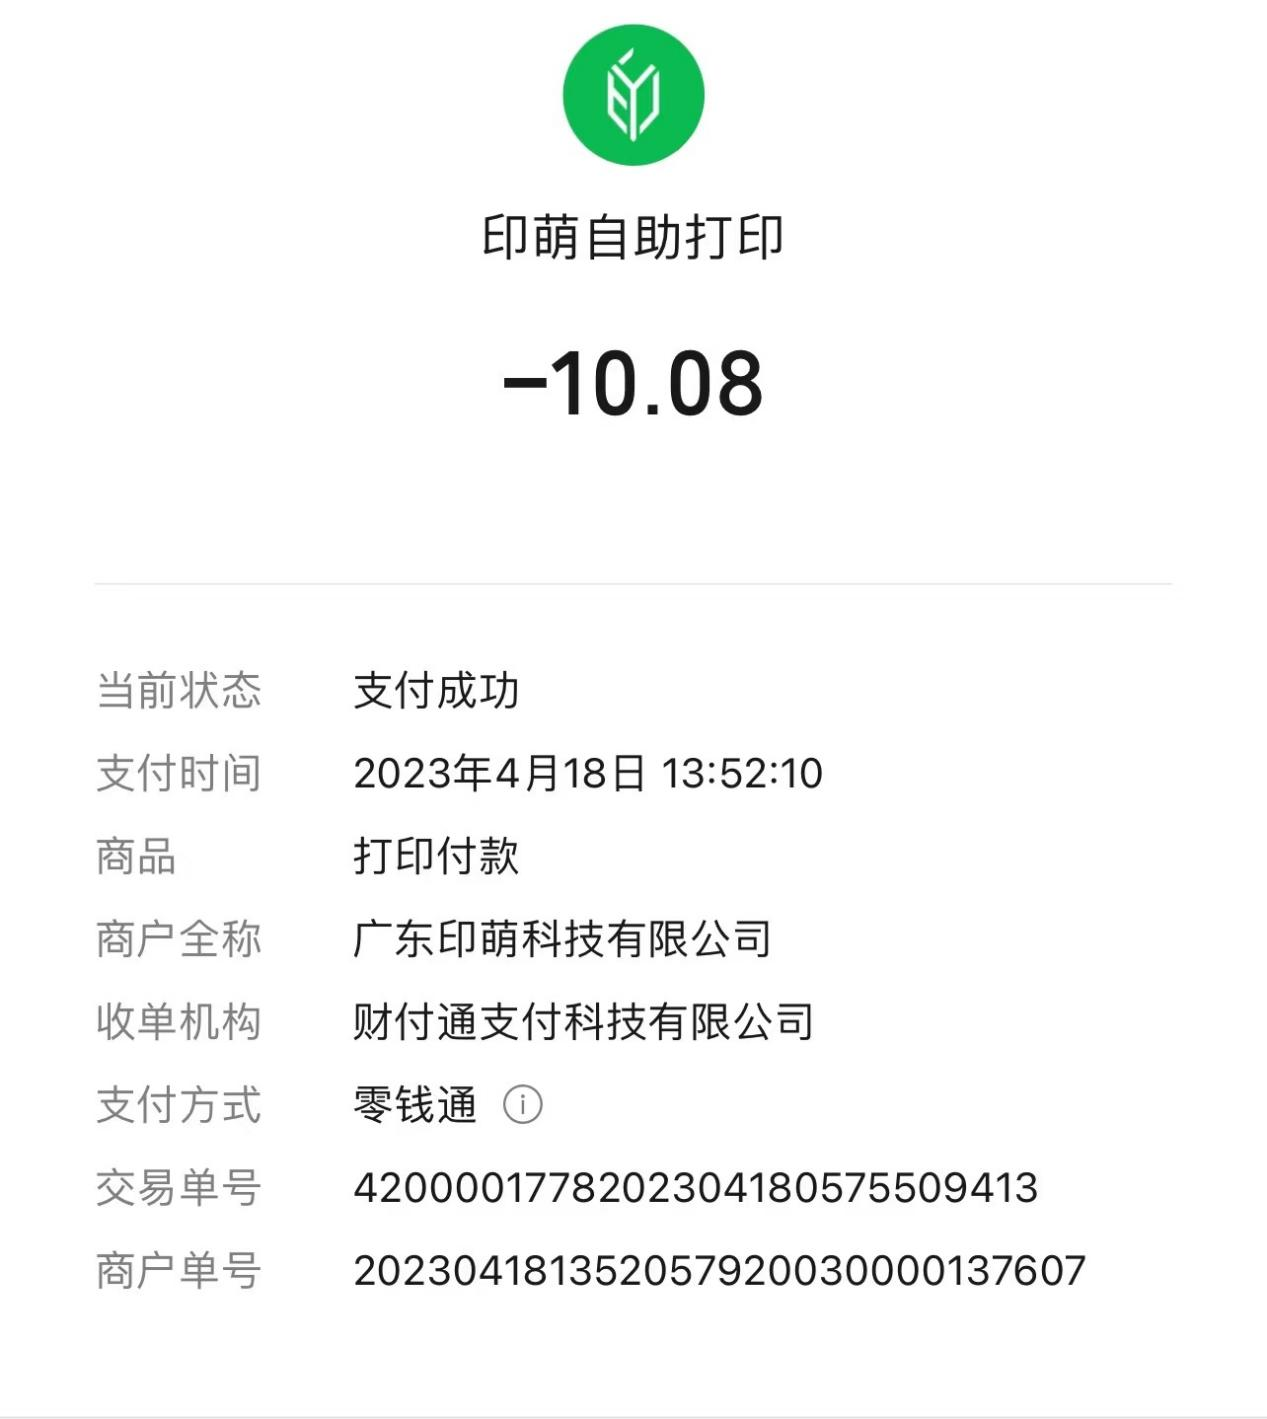 印萌自助打印
-10.08
当前状态 支付成功
支付时间 2023年4月18日 13:52:10
商品 打印付款
商户全称 广东印萌科技有限公司
收单机构 财付通支付科技有限公司
支付方式 零钱通
交易单号 4200001778202304180575509413
商户单号 202304181352057920030000137607